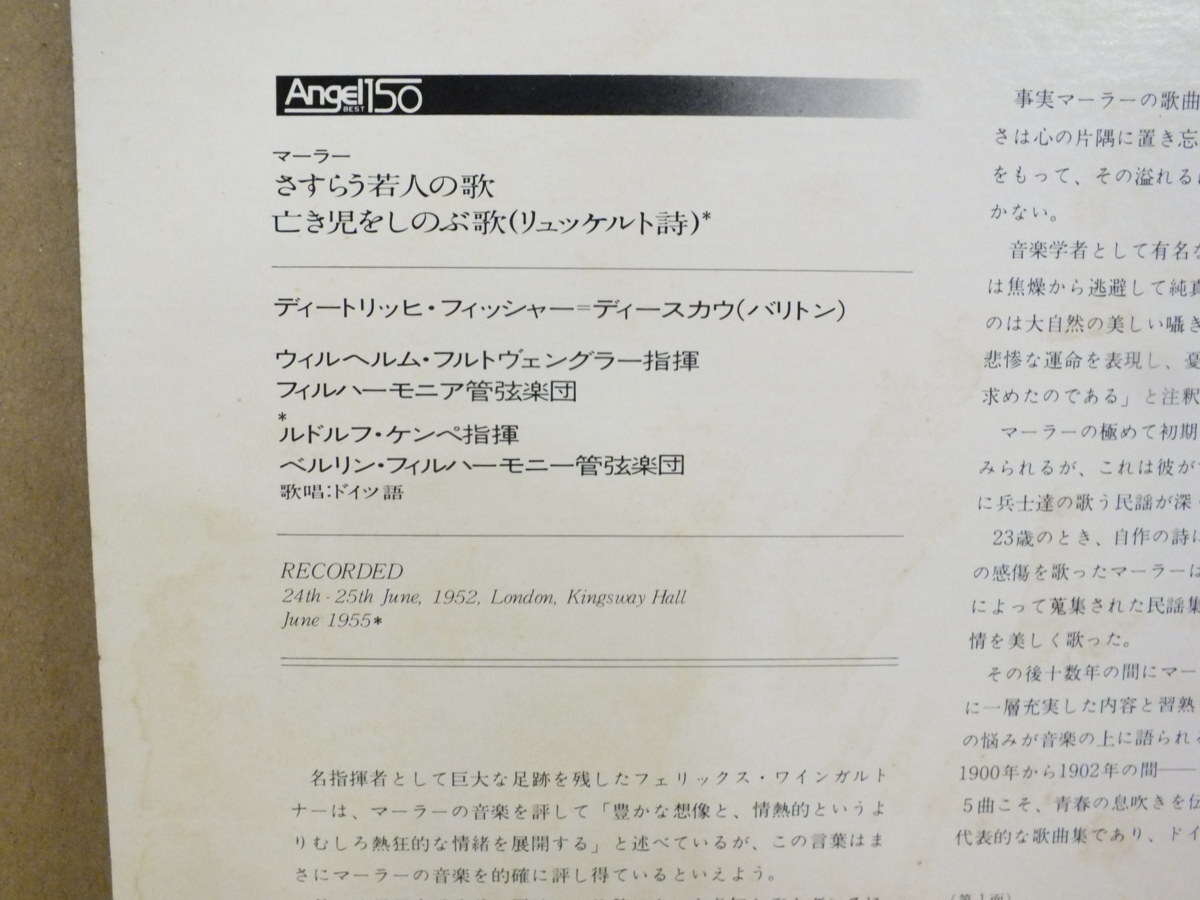 Angel BEST 150
マーラー
さすらう若人の歌
亡き児をしのぶ歌(リュッケルト詩)*
ディートリッヒ・フィッシャー=ディースカウ(バリトン)
ウィルヘルム・フルトヴェングラー指揮
フィルハーモニア管弦楽団
*
ルドルフ・ケンペ指揮
ベルリン・フィルハーモニー管弦楽団
歌唱:ドイツ語
RECORDED
24th-25th June, 1952, London, Kingsway Hall
June 1955*
名指揮者として巨大な足跡を残したフェリックス・ワインガルト
ナーは、マーラーの音楽を評して「豊かな想像と、情熱的というよ
りむしろ熱狂的な情緒を展開する」と述べているが、この言葉はま
さにマーラーの音楽を的確に評し得ているといえよう。
事実マーラーの歌曲
さは心の片隅に置き忘
をもって、その溢れる
かない。
音楽学者として有名な
は焦燥から逃避して純真
のは大自然の美しい囁き
悲惨な運命を表現し、憂
求めたのである」と注釈
マーラーの極めて初期
みられるが、これは彼が
に兵士達の歌う民謡が深
23歳のとき、自作の詩に
の感傷を歌ったマーラーは
によって蒐集された民謡集
情を美しく歌った。
その後十数年の間にマー
に一層充実した内容と習熟
の悩みが音楽の上に語られ
1900年から1902年の間──
5曲こそ、青春の息吹きを伝
代表的な歌曲集であり、ドイ